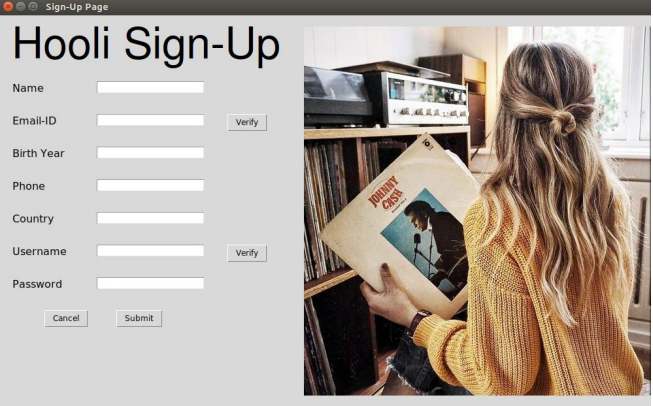 Sign-Up Page
Hooli Sign-Up
Name
Email-ID
Verify
Birth Year
Phone
Country
Username
Verify
Password
Cancel
Submit
JOHNNY
CASH